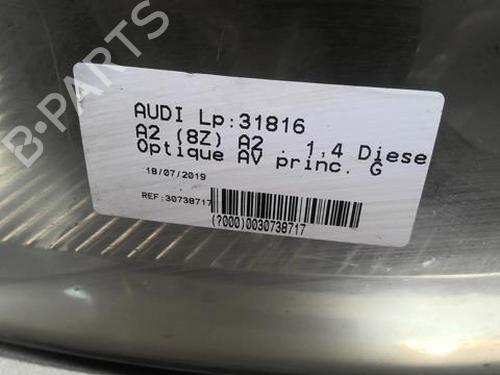 B-PARTS
AUDI Lp:31816
A2 (8Z) A2 . 1,4 Diese
Optique AV princ. G
18/07/2019
REF:30738717
(?000)0030738717